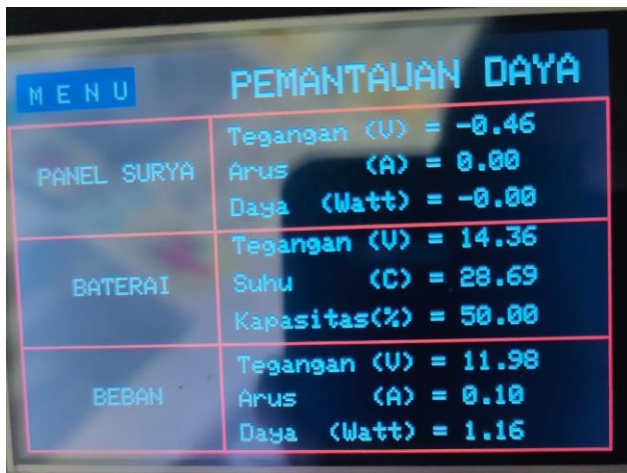 MENU
PEMANTAUAN DAYA
PANEL SURYA
Tegangan (V) = -0.46
Arus (A) = 0.00
Daya (Watt) = -0.00
BATERAI
Tegangan (V) = 14.36
Suhu (C) = 28.69
Kapasitas(%) = 50.00
BEBAN
Tegangan (V) = 11.98
Arus (A) = 0.10
Daya (Watt) = 1.16